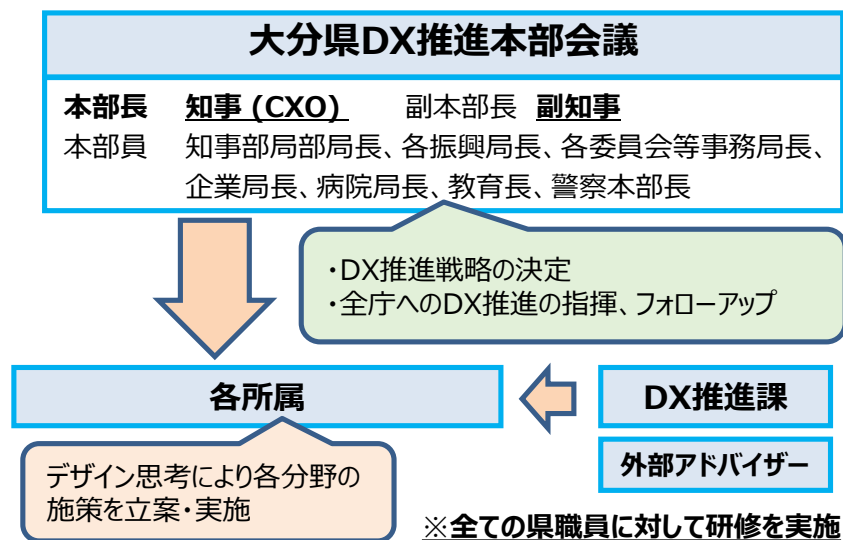 大分県DX推進本部会議
本部長　知事 (CXO)　副本部長　副知事
本部員　知事部局部局長、各振興局長、各委員会等事務局長、
企業局長、病院局長、教育長、警察本部長
・DX推進戦略の決定
・全庁へのDX推進の指揮、フォローアップ
各所属
DX推進課
外部アドバイザー
デザイン思考により各分野の
施策を立案・実施
※全ての県職員に対して研修を実施